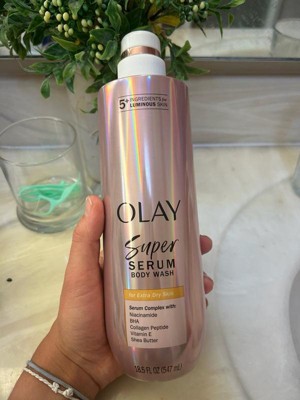 5+ INGREDIENTS for
LUMINOUS SKIN
OLAY
Super
SERUM
BODY WASH
for Extra Dry Skin
Serum Complex with
Niacinamide
BHA
Collagen Peptide
Vitamin E
Shea Butter
18.5 FL OZ (547 mL)